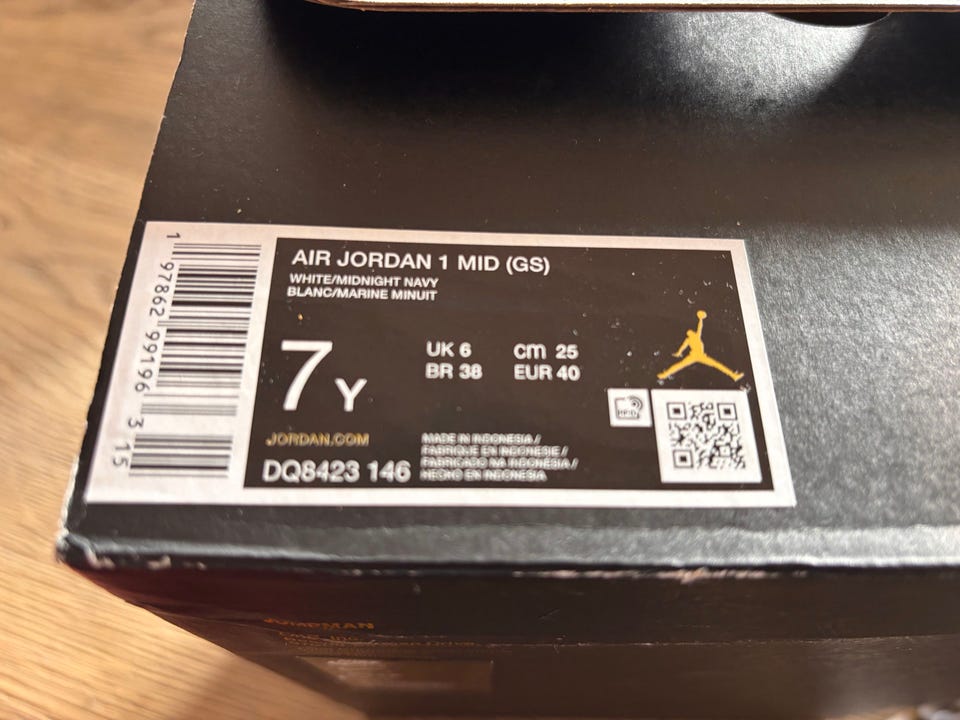 AIR JORDAN 1 MID (GS)
WHITE/MIDNIGHT NAVY
BLANC/MARINE MINUIT
7Y
UK 6 cm 25
BR 38 EUR 40
RFID
JORDAN.COM
DQ8423 146
MADE IN INDONESIA /
FABRIQUE EN INDONESIE /
FABRICADO NA INDONESIA /
HECHO EN INDONESIA
1 97862 99196 3 15
JUMPMAN